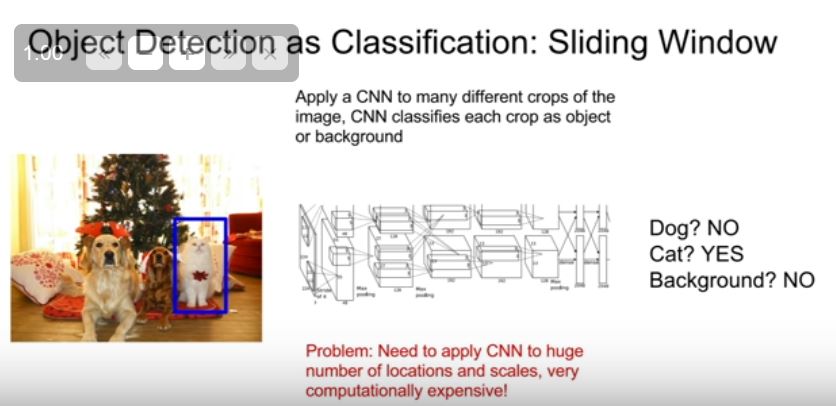 Object Detection as Classification: Sliding Window
1.00
Apply a CNN to many different crops of the
image, CNN classifies each crop as object
or background
Dog? NO
Cat? YES
Background? NO
Problem: Need to apply CNN to huge
number of locations and scales, very
computationally expensive!